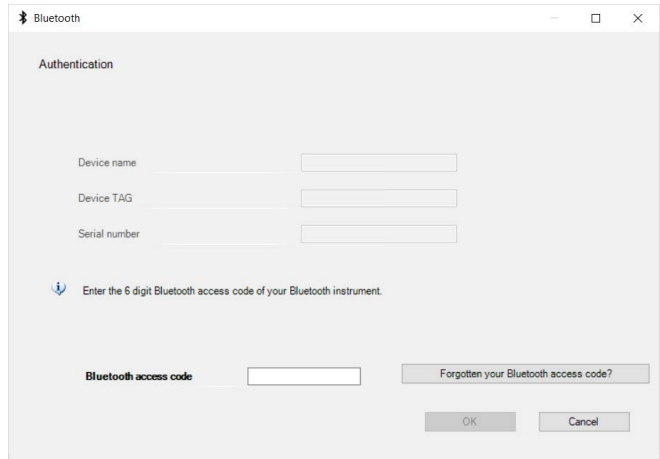 Bluetooth
Authentication
Device name
Device TAG
Serial number
Enter the 6 digit Bluetooth access code of your Bluetooth instrument.
Bluetooth access code
Forgotten your Bluetooth access code?
OK
Cancel